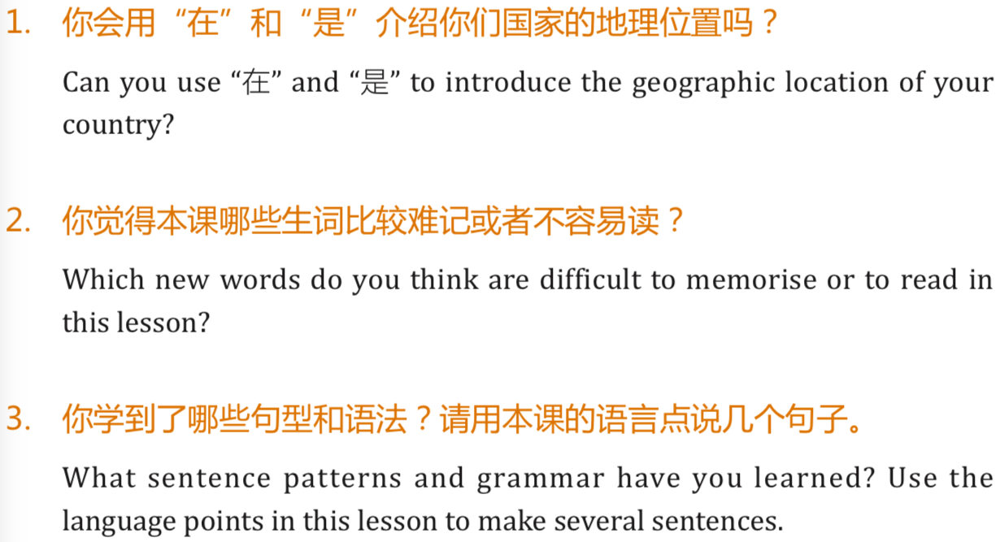 1. 你会用“在”和“是”介绍你们国家的地理位置吗？
Can you use “在” and “是” to introduce the geographic location of your
country?
2. 你觉得本课哪些生词比较难记或者不容易读？
Which new words do you think are difficult to memorise or to read in
this lesson?
3. 你学到了哪些句型和语法？请用本课的语言点说几个句子。
What sentence patterns and grammar have you learned? Use the
language points in this lesson to make several sentences.